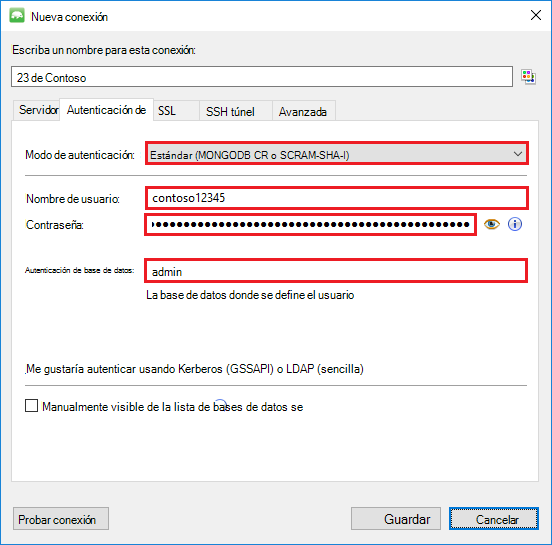 Nueva conexión
Escriba un nombre para esta conexión:
23 de Contoso
Servidor Autenticación de SSL SSH túnel Avanzada
Modo de autenticación: Estándar (MONGODB CR o SCRAM-SHA-I)
Nombre de usuario: contoso12345
Contraseña:
Autenticación de base de datos: admin
La base de datos donde se define el usuario
Me gustaría autenticar usando Kerberos (GSSAPI) o LDAP (sencilla)
Manualmente visible de la lista de bases de datos se
Probar conexión Guardar Cancelar